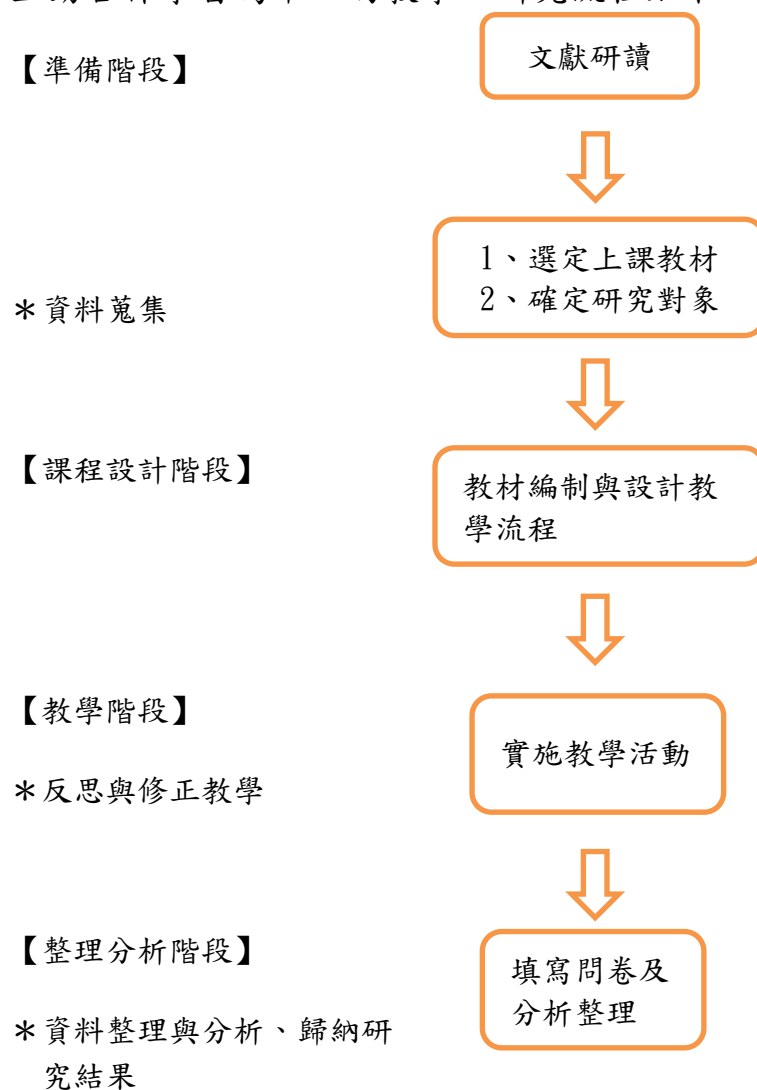 【準備階段】
文獻研讀
1、選定上課教材
2、確定研究對象
＊資料蒐集
【課程設計階段】
教材編制與設計教
學流程
【教學階段】
實施教學活動
＊反思與修正教學
【整理分析階段】
填寫問卷及
分析整理
＊資料整理與分析、歸納研
究結果